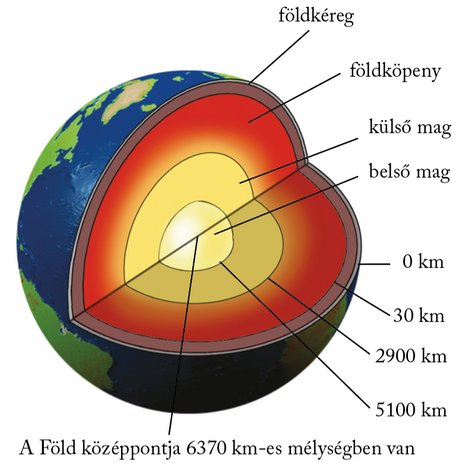 földkéreg
földköpeny
külső mag
belső mag
0 km
30 km
2900 km
5100 km
A Föld középpontja 6370 km-es mélységben van